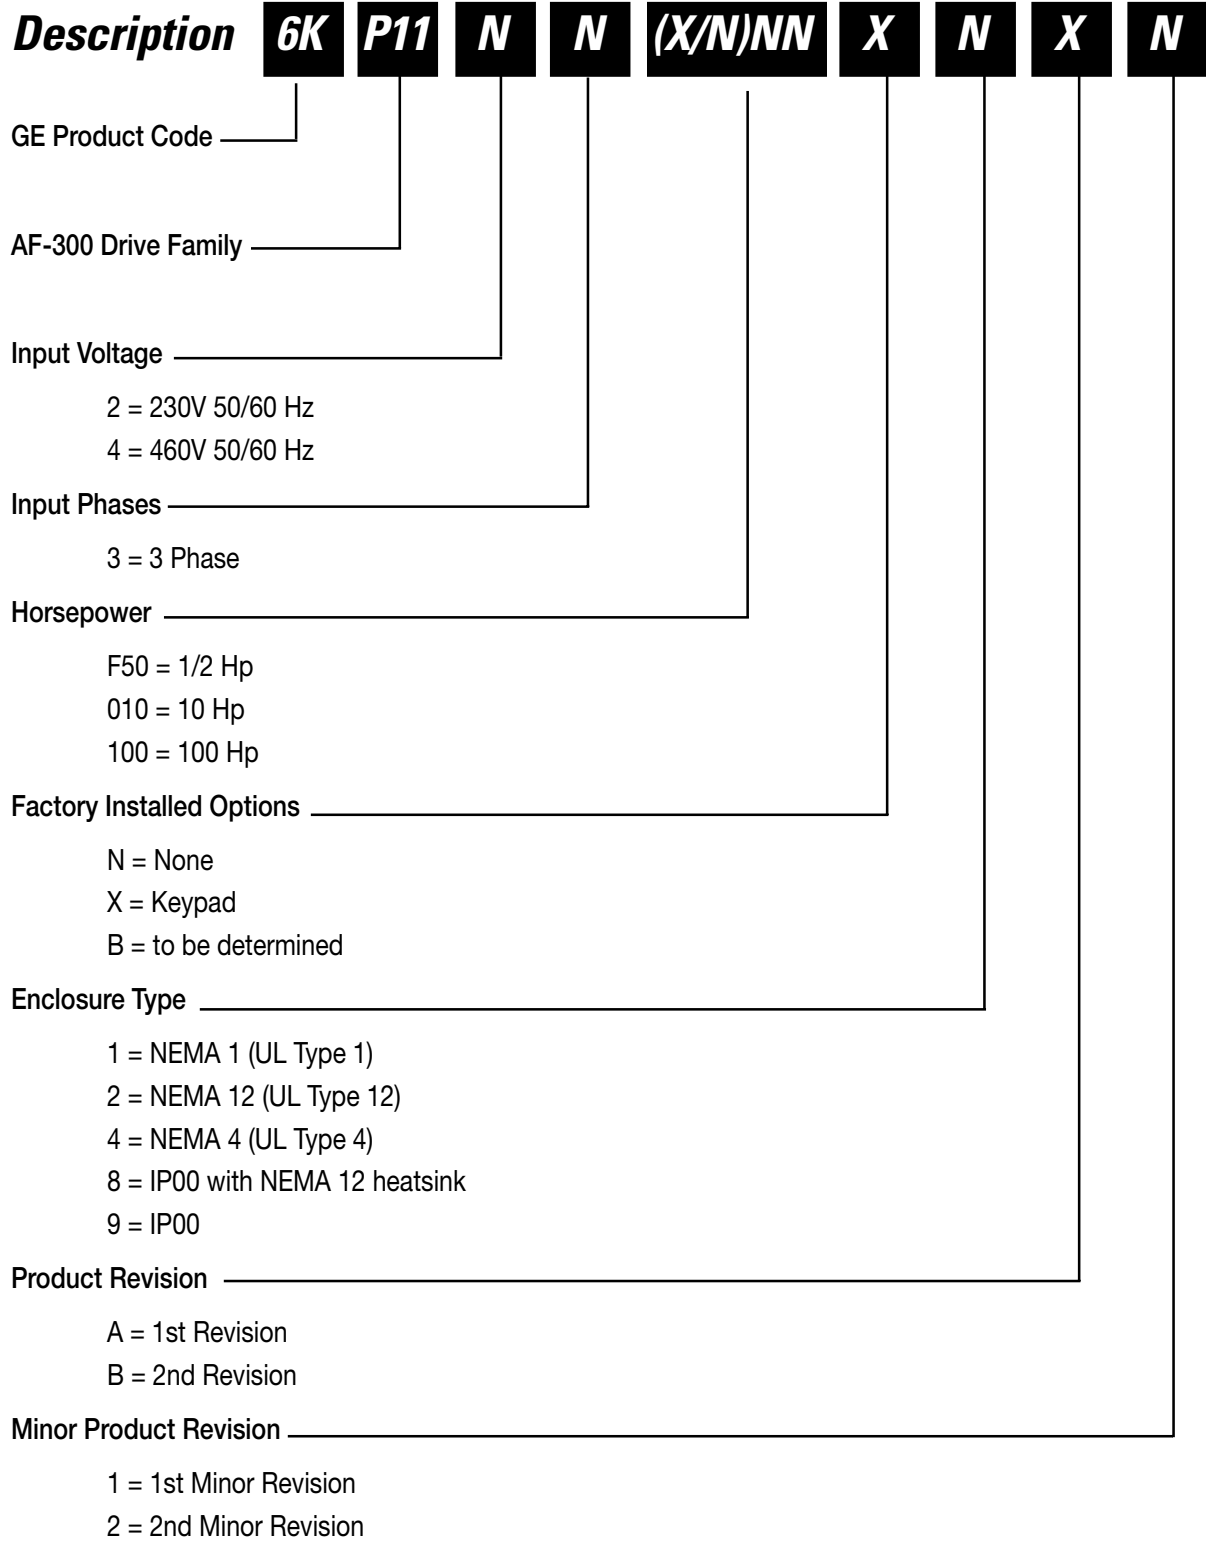 Description 6K P11 N N (X/N)NN X N X N
GE Product Code
AF-300 Drive Family
Input Voltage
2 = 230V 50/60 Hz
4 = 460V 50/60 Hz
Input Phases
3 = 3 Phase
Horsepower
F50 = 1/2 Hp
010 = 10 Hp
100 = 100 Hp
Factory Installed Options
N = None
X = Keypad
B = to be determined
Enclosure Type
1 = NEMA 1 (UL Type 1)
2 = NEMA 12 (UL Type 12)
4 = NEMA 4 (UL Type 4)
8 = IP00 with NEMA 12 heatsink
9 = IP00
Product Revision
A = 1st Revision
B = 2nd Revision
Minor Product Revision
1 = 1st Minor Revision
2 = 2nd Minor Revision